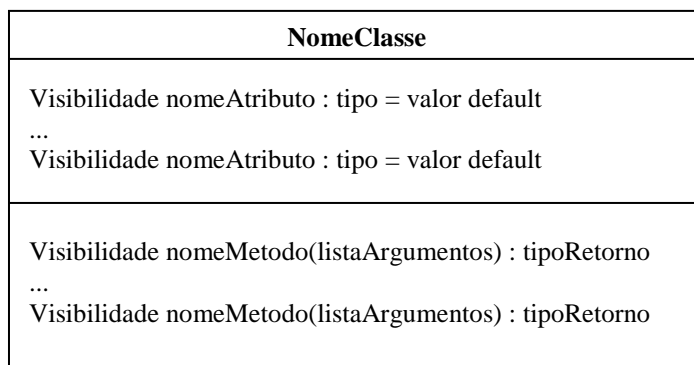 NomeClasse
Visibilidade nomeAtributo : tipo = valor default
...
Visibilidade nomeAtributo : tipo = valor default
Visibilidade nomeMetodo(listaArgumentos) : tipoRetorno
...
Visibilidade nomeMetodo(listaArgumentos) : tipoRetorno